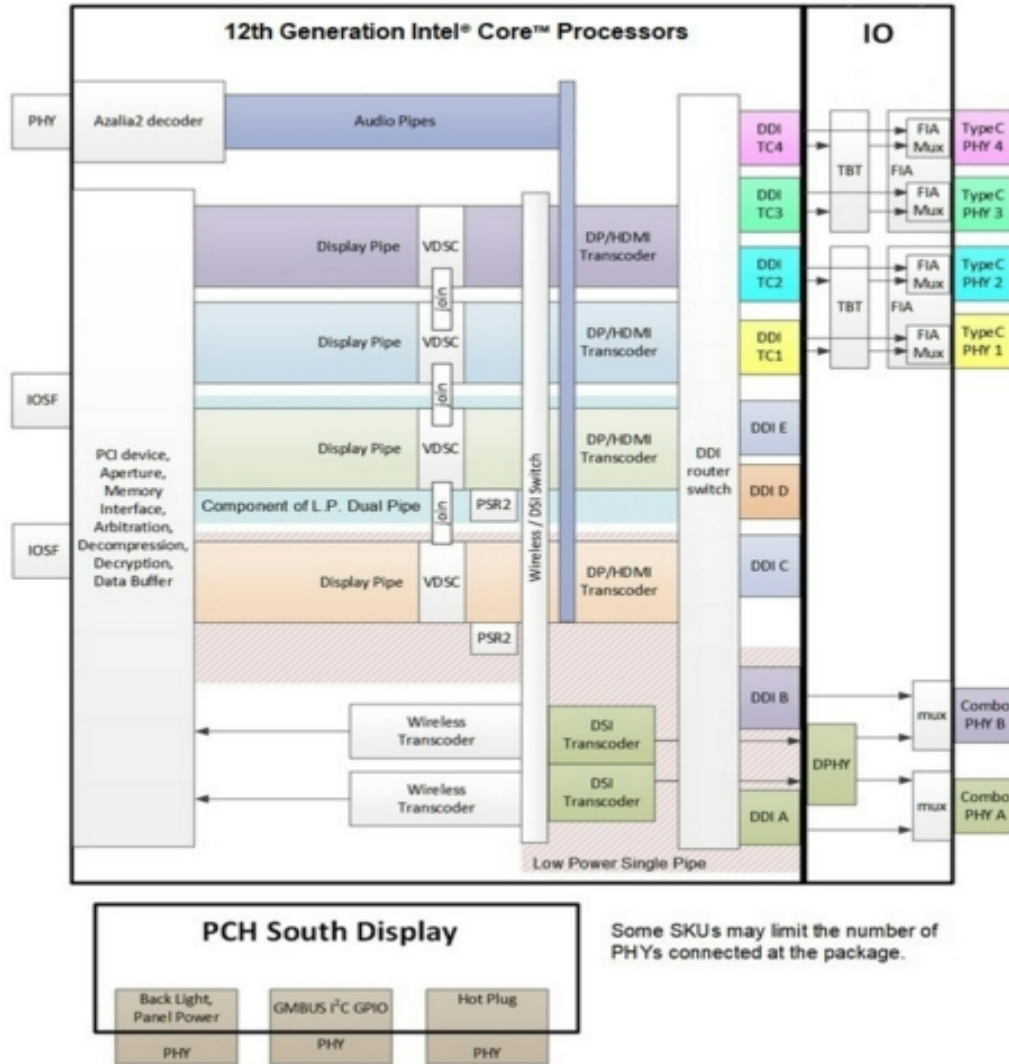 12th Generation Intel® Core™ Processors
IO
PHY
Azalia2 decoder
Audio Pipes
DDI
TC4
TBT
FIA
Mux
FIA
TypeC
PHY 4
DDI
TC3
FIA
Mux
TypeC
PHY 3
Display Pipe
VDSC
DP/HDMI
Transcoder
join
DDI
TC2
TBT
FIA
Mux
FIA
TypeC
PHY 2
Display Pipe
VDSC
DP/HDMI
Transcoder
DDI
TC1
FIA
Mux
TypeC
PHY 1
IOSF
join
Display Pipe
VDSC
DP/HDMI
Transcoder
DDI E
PCI device,
Aperture,
Memory
Interface,
Arbitration,
Decompression,
Decryption,
Data Buffer
DDI
router
switch
DDI D
Component of L.P. Dual Pipe
join
PSR2
Wireless / DSI Switch
IOSF
Display Pipe
VDSC
DP/HDMI
Transcoder
DDI C
PSR2
DDI B
mux
Combo
PHY B
Wireless
Transcoder
DSI
Transcoder
DPHY
Wireless
Transcoder
DSI
Transcoder
DDI A
mux
Combo
PHY A
Low Power Single Pipe
PCH South Display
Some SKUs may limit the number of
PHYs connected at the package.
Back Light,
Panel Power
PHY
GMBUS I²C GPIO
PHY
Hot Plug
PHY